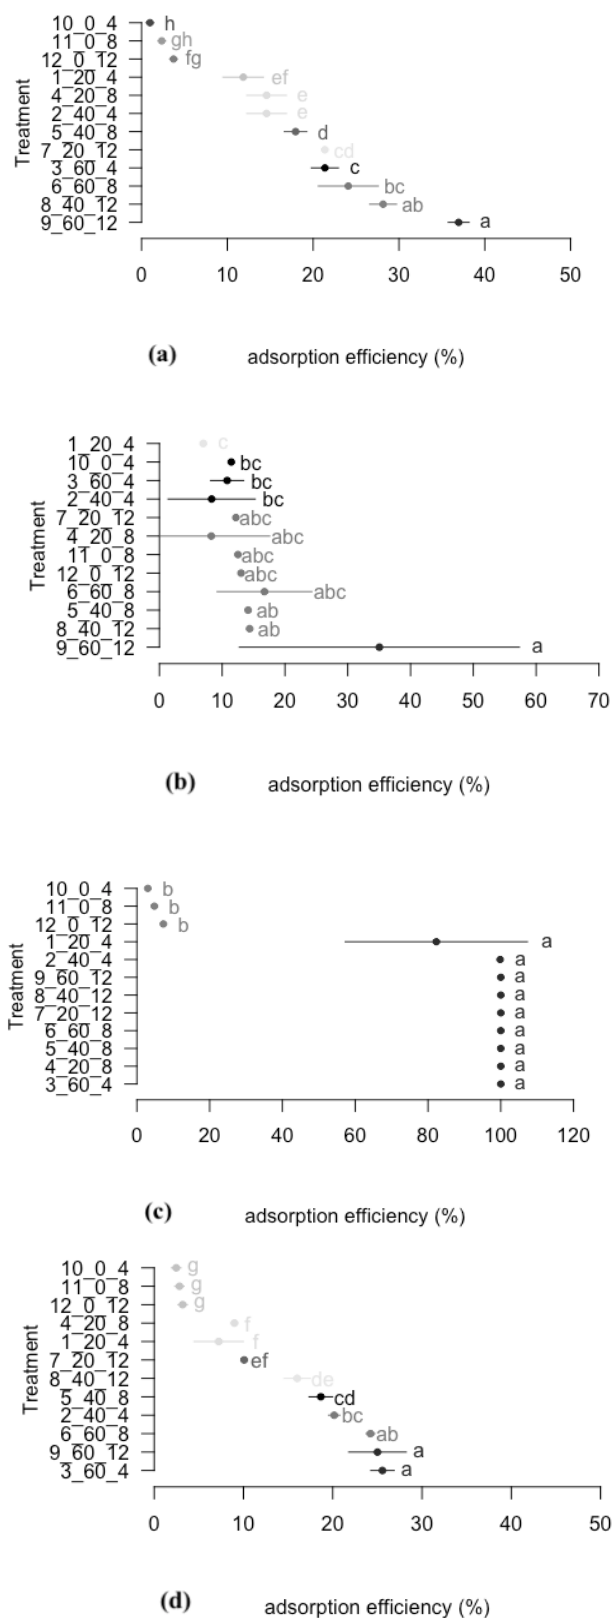 10_0_4 h
11_0_8 gh
12_0_12 fg
1_20_4 ef
4_20_8 e
2_40_4 e
5_40_8 d
7_20_12 cd
3_60_4 c
6_60_8 bc
8_40_12 ab
9_60_12 a
Treatment
0 10 20 30 40 50
(a) adsorption efficiency (%)
1_20_4 c
10_0_4 bc
3_60_4 bc
2_40_4 bc
7_20_12 abc
4_20_8 abc
11_0_8 abc
12_0_12 abc
6_60_8 abc
5_40_8 ab
8_40_12 ab
9_60_12 a
Treatment
0 10 20 30 40 50 60 70
(b) adsorption efficiency (%)
10_0_4 b
11_0_8 b
12_0_12 b
1_20_4 a
2_40_4 a
9_60_12 a
8_40_12 a
7_20_12 a
6_60_8 a
5_40_8 a
4_20_8 a
3_60_4 a
Treatment
0 20 40 60 80 100 120
(c) adsorption efficiency (%)
10_0_4 g
11_0_8 g
12_0_12 g
4_20_8 f
1_20_4 f
7_20_12 ef
8_40_12 de
5_40_8 cd
2_40_4 bc
6_60_8 ab
9_60_12 a
3_60_4 a
Treatment
0 10 20 30 40 50
(d) adsorption efficiency (%)